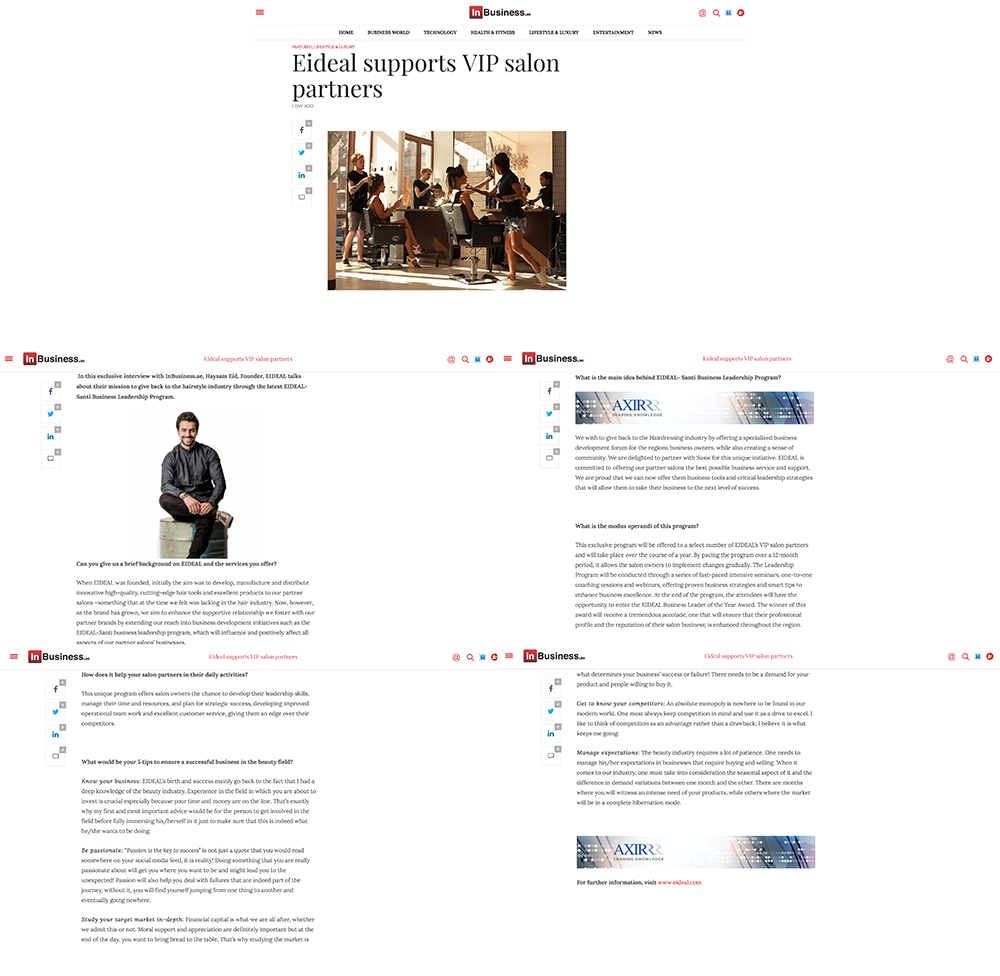 InBusiness.ae
HOME BUSINESS WORLD TECHNOLOGY HEALTH & FITNESS LIFESTYLE & LUXURY ENTERTAINMENT NEWS
FEATURED, LIFESTYLE & LUXURY
Eideal supports VIP salon
partners
1 DAY AGO
0
0
0
0
InBusiness.ae
Eideal supports VIP salon partners
In this exclusive interview with InBusiness.ae, Haysam Eid, Founder, EIDEAL talks
about their mission to give back to the hairstyle industry through the latest EIDEAL-
Santi Business Leadership Program.
0
0
0
0
Can you give us a brief background on EIDEAL and the services you offer?
When EIDEAL was founded, initially the aim was to develop, manufacture and distribute
innovative high-quality, cutting-edge hair tools and excellent products to our partner
salons –something that at the time we felt was lacking in the hair industry. Now, however,
as the brand has grown, we aim to enhance the supportive relationship we foster with our
partner brands by extending our reach into business development initiatives such as the
EIDEAL-Santi business leadership program, which will influence and positively affect all
aspects of our partner salons' businesses.
InBusiness.ae
Eideal supports VIP salon partners
What is the main idea behind EIDEAL- Santi Business Leadership Program?
0
0
0
0
AXIRR
SHARING KNOWLEDGE
We wish to give back to the Hairdressing industry by offering a specialized business
development forum for the regions business owners, while also creating a sense of
community. We are delighted to partner with Susie for this unique initiative. EIDEAL is
committed to offering our partner salons the best possible business service and support.
We are proud that we can now offer them business tools and critical leadership strategies
that will allow them to take their business to the next level of success.
What is the modus operandi of this program?
This exclusive program will be offered to a select number of EIDEAL's VIP salon partners
and will take place over the course of a year. By pacing the program over a 12-month
period, it allows the salon owners to implement changes gradually. The Leadership
Program will be conducted through a series of fast-paced intensive seminars, one-to-one
coaching sessions and webinars, offering proven business strategies and smart tips to
enhance business excellence. At the end of the program, the attendees will have the
opportunity to enter the EIDEAL Business Leader of the Year Award. The winner of this
award will receive a tremendous accolade, one that will ensure that their professional
profile and the reputation of their salon business; is enhanced throughout the region.
InBusiness.ae
Eideal supports VIP salon partners
How does it help your salon partners in their daily activities?
0
0
0
0
This unique program offers salon owners the chance to develop their leadership skills,
manage their time and resources, and plan for strategic success, developing improved
operational team work and excellent customer service, giving them an edge over their
competitors.
What would be your 5 tips to ensure a successful business in the beauty field?
Know your business: EIDEAL's birth and success mainly go back to the fact that I had a
deep knowledge of the beauty industry. Experience in the field in which you are about to
invest is crucial especially because your time and money are on the line. That's exactly
why my first and most important advice would be for the person to get involved in the
field before fully immersing his/herself in it just to make sure that this is indeed what
he/she wants to be doing.
Be passionate: "Passion is the key to success" is not just a quote that you would read
somewhere on your social media feed, it is reality! Doing something that you are really
passionate about will get you where you want to be and might lead you to the
unexpected! Passion will also help you deal with failures that are indeed part of the
journey, without it, you will find yourself jumping from one thing to another and
eventually going nowhere.
Study your target market in-depth: Financial capital is what we are all after, whether
we admit this or not. Moral support and appreciation are definitely important but at the
end of the day, you want to bring bread to the table. That's why studying the market is
InBusiness.ae
Eideal supports VIP salon partners
what determines your business' success or failure! There needs to be a demand for your
product and people willing to buy it.
0
0
0
0
Get to know your competitors: An absolute monopoly is nowhere to be found in our
modern world. One must always keep competition in mind and use it as a drive to excel. I
like to think of competition as an advantage rather than a drawback; I believe it is what
keeps me going.
Manage expectations: The beauty industry requires a lot of patience. One needs to
manage his/her expectations in businesses that require buying and selling. When it
comes to our industry, one must take into consideration the seasonal aspect of it and the
difference in demand variations between one month and the other. There are months
where you will witness an intense need of your products, while others where the market
will be in a complete hibernation mode.
AXIRR
SHARING KNOWLEDGE
For further information, visit www.eideal.com